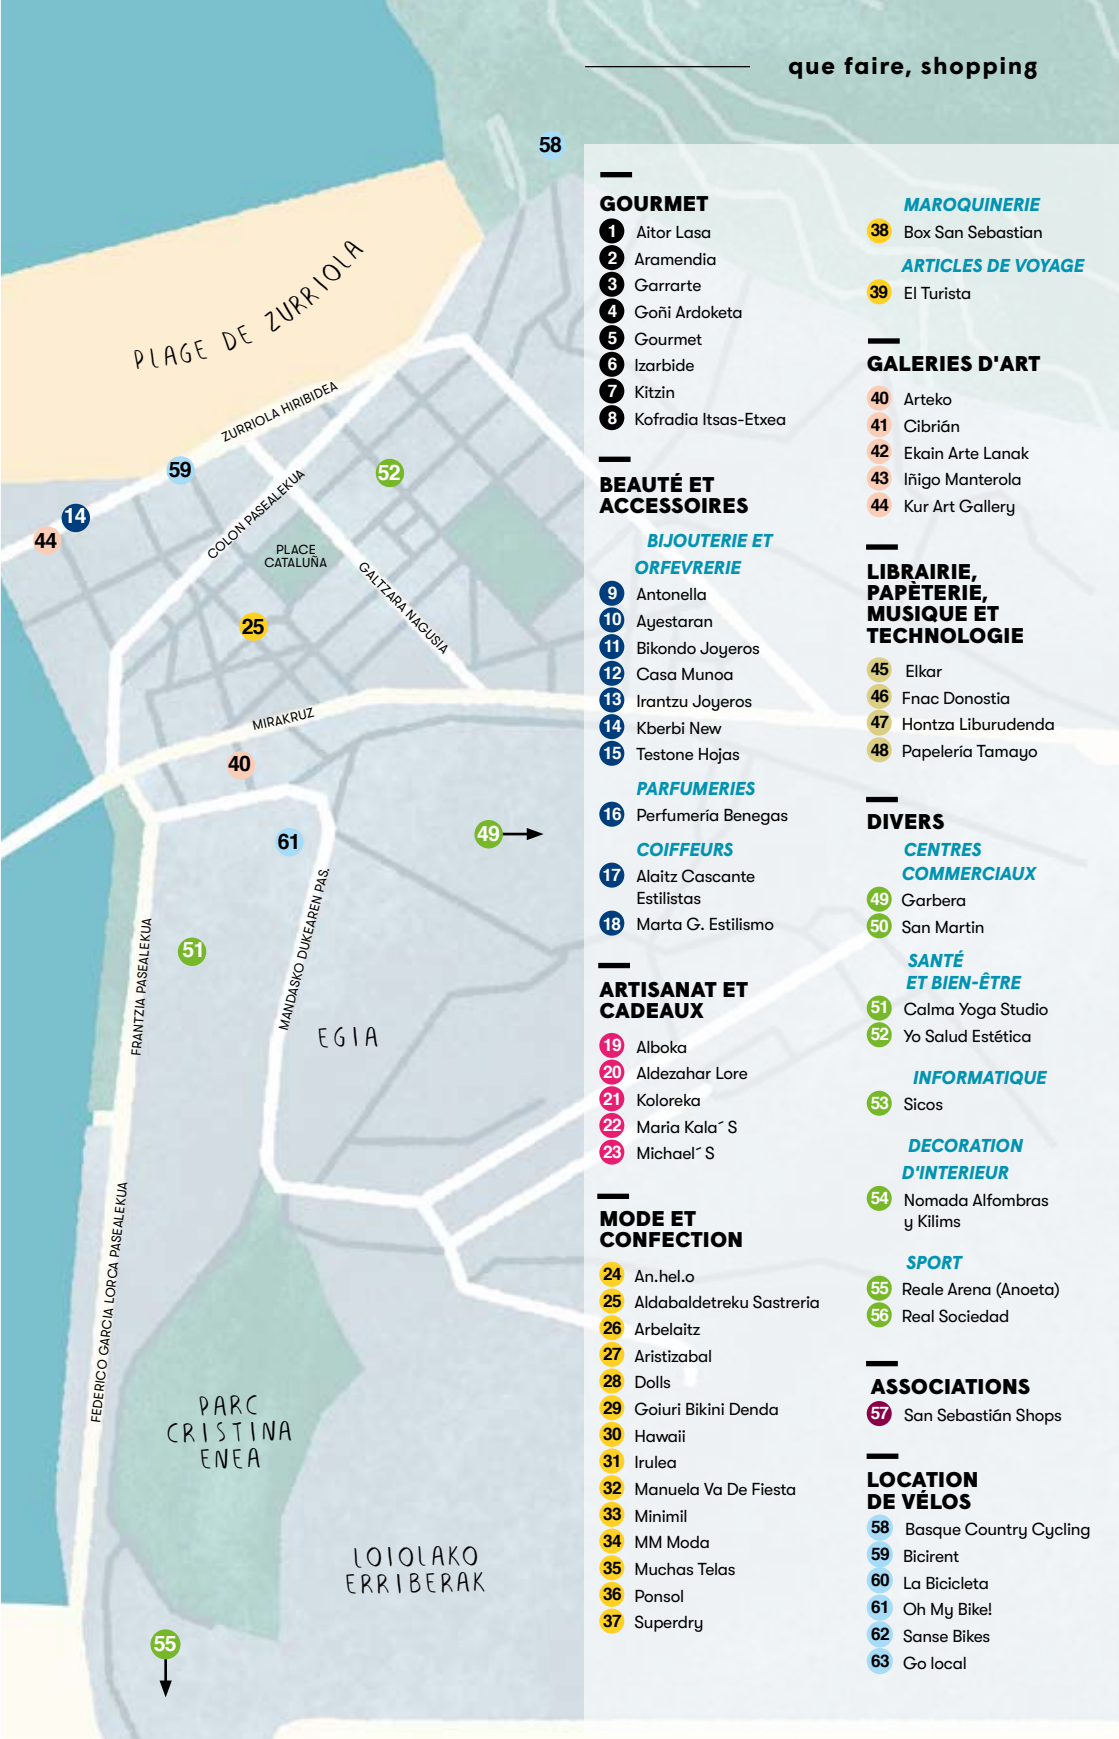 que faire, shopping
58
PLAGE DE ZURRIOLA
ZURRIOLA HIRIBIDEA
59
52
14
44
COLON PASEALEKUA
PLACE
CATALUÑA
GALTZARA NAGUSIA
25
MIRAKRUZ
40
61
49
MANDASKO DUKEAREN PAS.
FRANTZIA PASEALEKUA
51
EGIA
FEDERICO GARCIA LORCA PASEALEKUA
PARC
CRISTINA
ENEA
LOIOLAKO
ERRIBERAK
55
GOURMET
1 Aitor Lasa
2 Aramendia
3 Garrarte
4 Goñi Ardoketa
5 Gourmet
6 Izarbide
7 Kitzin
8 Kofradia Itsas-Etxea
BEAUTÉ ET
ACCESSOIRES
BIJOUTERIE ET
ORFEVRERIE
9 Antonella
10 Ayestaran
11 Bikondo Joyeros
12 Casa Munoa
13 Irantzu Joyeros
14 Kberbi New
15 Testone Hojas
PARFUMERIES
16 Perfumería Benegas
COIFFEURS
17 Alaitz Cascante
Estilistas
18 Marta G. Estilismo
ARTISANAT ET
CADEAUX
19 Alboka
20 Aldezahar Lore
21 Koloreka
22 Maria Kala´ S
23 Michael´ S
MODE ET
CONFECTION
24 An.hel.o
25 Aldabaldetreku Sastreria
26 Arbelaitz
27 Aristizabal
28 Dolls
29 Goiuri Bikini Denda
30 Hawaii
31 Irulea
32 Manuela Va De Fiesta
33 Minimil
34 MM Moda
35 Muchas Telas
36 Ponsol
37 Superdry
MAROQUINERIE
38 Box San Sebastian
ARTICLES DE VOYAGE
39 El Turista
GALERIES D'ART
40 Arteko
41 Cibrián
42 Ekain Arte Lanak
43 Iñigo Manterola
44 Kur Art Gallery
LIBRAIRIE,
PAPÈTERIE,
MUSIQUE ET
TECHNOLOGIE
45 Elkar
46 Fnac Donostia
47 Hontza Liburudenda
48 Papelería Tamayo
DIVERS
CENTRES
COMMERCIAUX
49 Garbera
50 San Martin
SANTÉ
ET BIEN-ÊTRE
51 Calma Yoga Studio
52 Yo Salud Estética
INFORMATIQUE
53 Sicos
DECORATION
D'INTERIEUR
54 Nomada Alfombras
y Kilims
SPORT
55 Reale Arena (Anoeta)
56 Real Sociedad
ASSOCIATIONS
57 San Sebastián Shops
LOCATION
DE VÉLOS
58 Basque Country Cycling
59 Bicirent
60 La Bicicleta
61 Oh My Bike!
62 Sanse Bikes
63 Go local